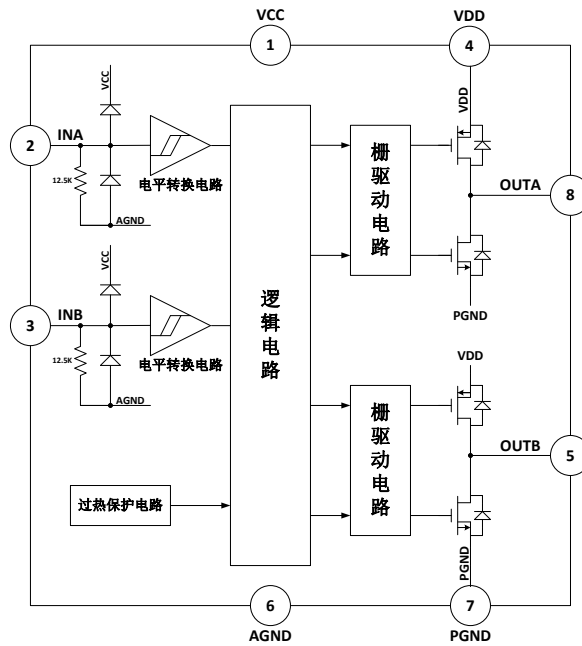 VCC
1
VDD
4
VCC
VDD
2
INA
12.5K
AGND
电平转换电路
栅驱动电路
OUTA
8
PGND
VCC
3
INB
12.5K
AGND
电平转换电路
逻辑电路
VDD
栅驱动电路
OUTB
5
过热保护电路
PGND
6
AGND
7
PGND